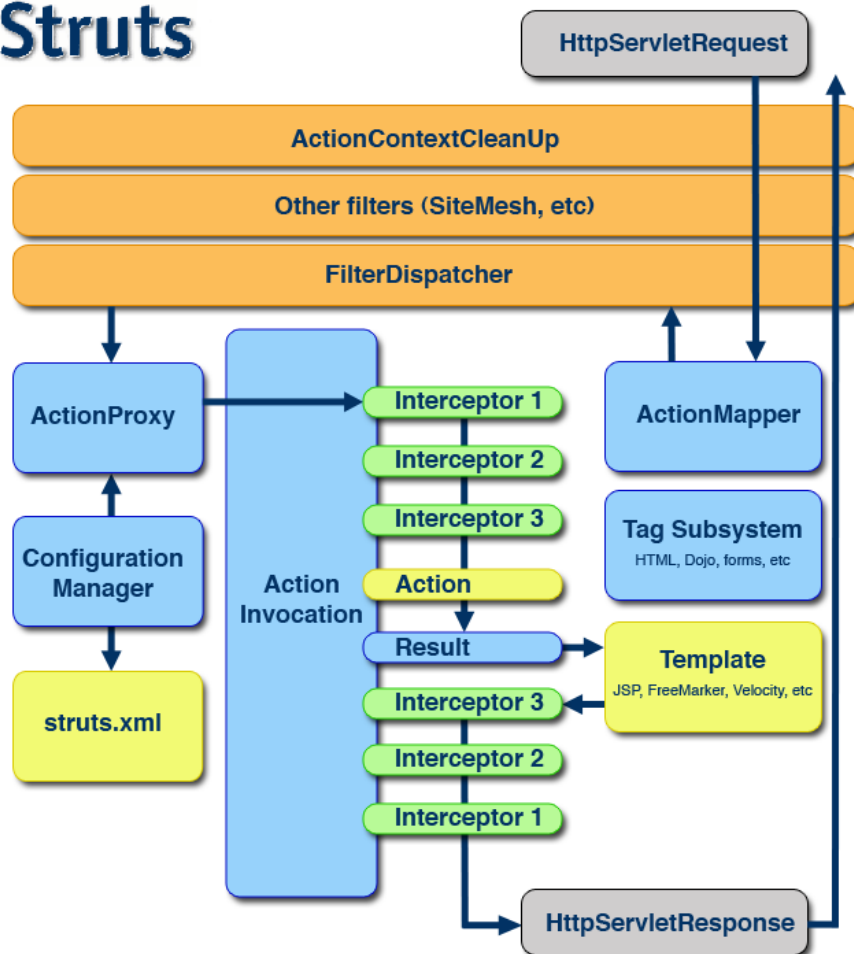 Struts
HttpServletRequest
ActionContextCleanUp
Other filters (SiteMesh, etc)
FilterDispatcher
ActionProxy
Interceptor 1
ActionMapper
Interceptor 2
Interceptor 3
Tag Subsystem
HTML, Dojo, forms, etc
Configuration
Manager
Action
Invocation
Action
Result
Template
JSP, FreeMarker, Velocity, etc
struts.xml
Interceptor 3
Interceptor 2
Interceptor 1
HttpServletResponse